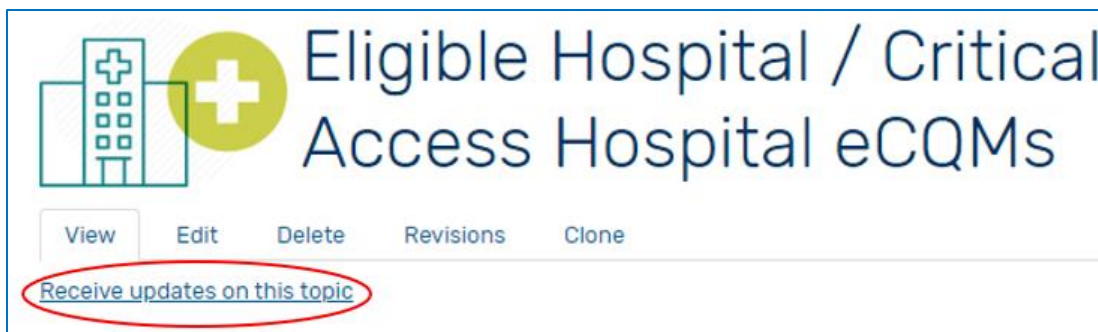 Eligible Hospital / Critical
Access Hospital eCQMs
View Edit Delete Revisions Clone
Receive updates on this topic